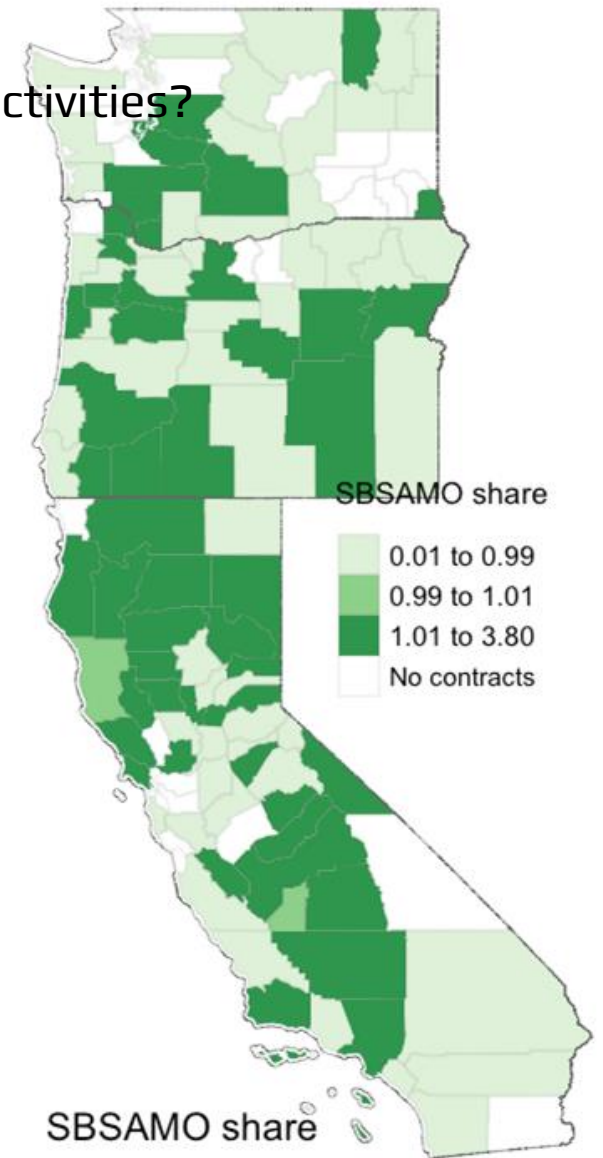 ctivities?
SBSAMO share
0.01 to 0.99
0.99 to 1.01
1.01 to 3.80
No contracts
SBSAMO share